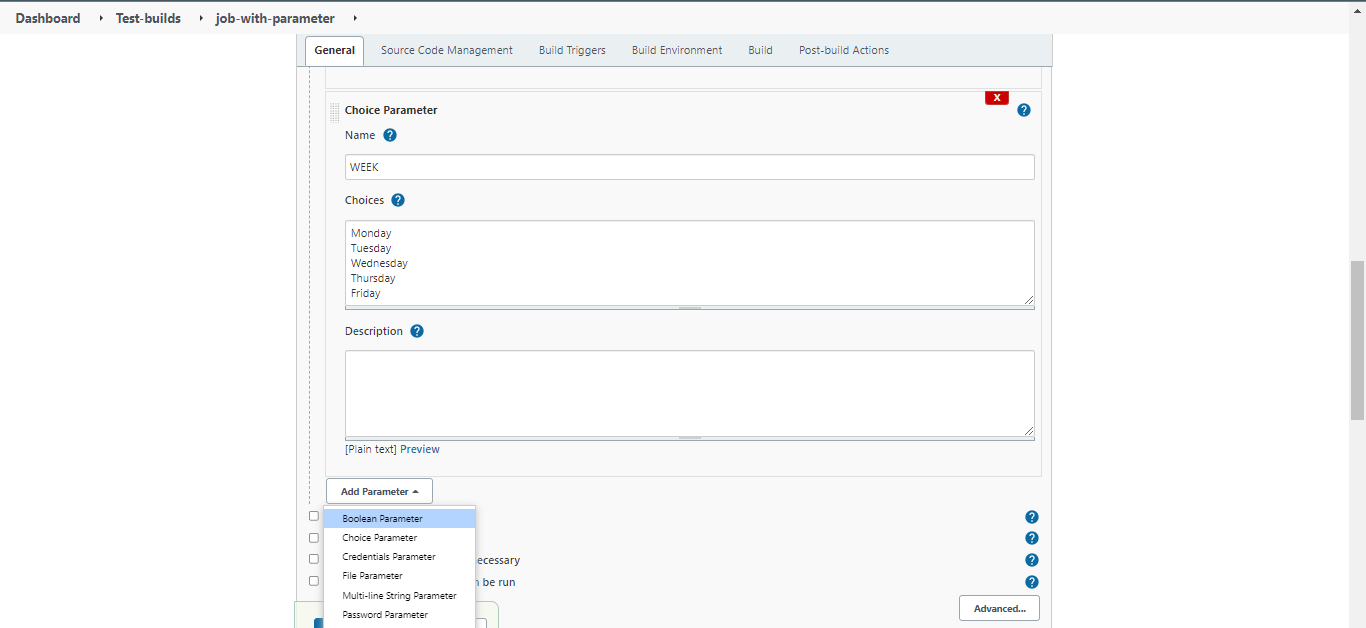 Dashboard Test-builds job-with-parameter
General Source Code Management Build Triggers Build Environment Build Post-build Actions
X
Choice Parameter ?
Name ?
WEEK
Choices ?
Monday
Tuesday
Wednesday
Thursday
Friday
Description ?
[Plain text] Preview
Add Parameter
Boolean Parameter ?
Choice Parameter ?
Credentials Parameter ecessary ?
File Parameter be run ?
Multi-line String Parameter
Advanced...
Password Parameter